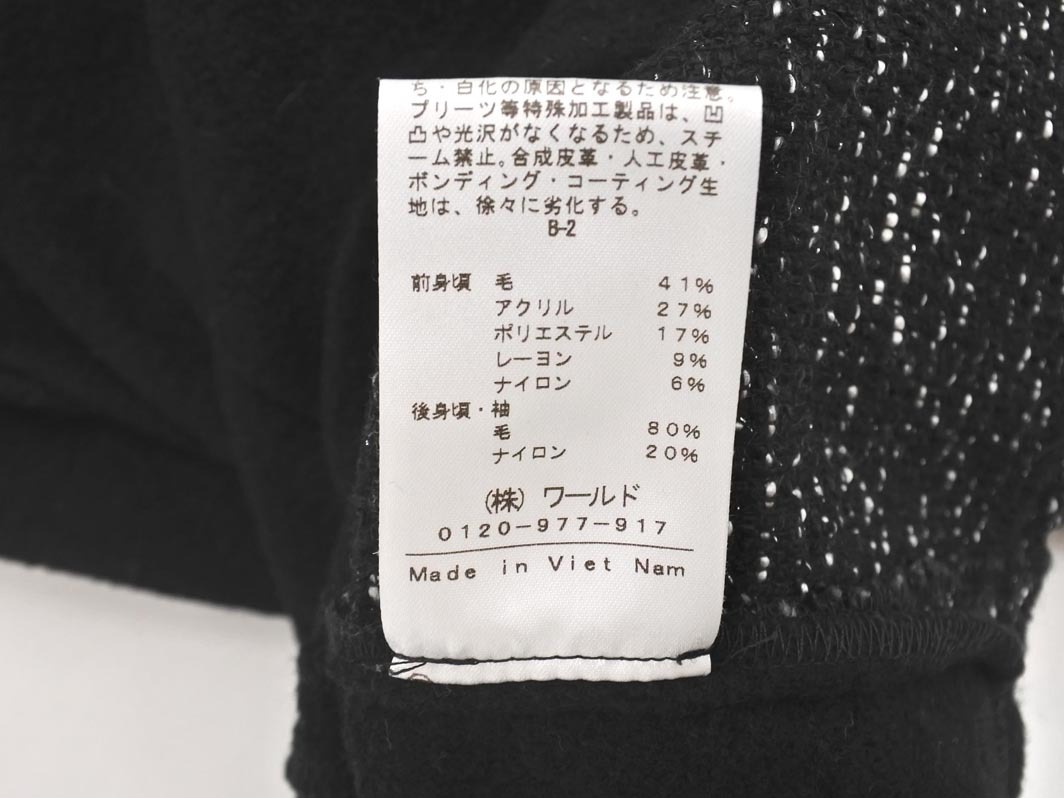 ち・白化の原因となるため注意。
プリーツ等特殊加工製品は、凹
凸や光沢がなくなるため、スチ
ーム禁止。合成皮革・人工皮革・
ボンディング・コーティング生
地は、徐々に劣化する。
B-2
前身頃 毛 41%
アクリル 27%
ポリエステル 17%
レーヨン 9%
ナイロン 6%
後身頃・袖
毛 80%
ナイロン 20%
(株) ワールド
0120-977-917
Made in Viet Nam